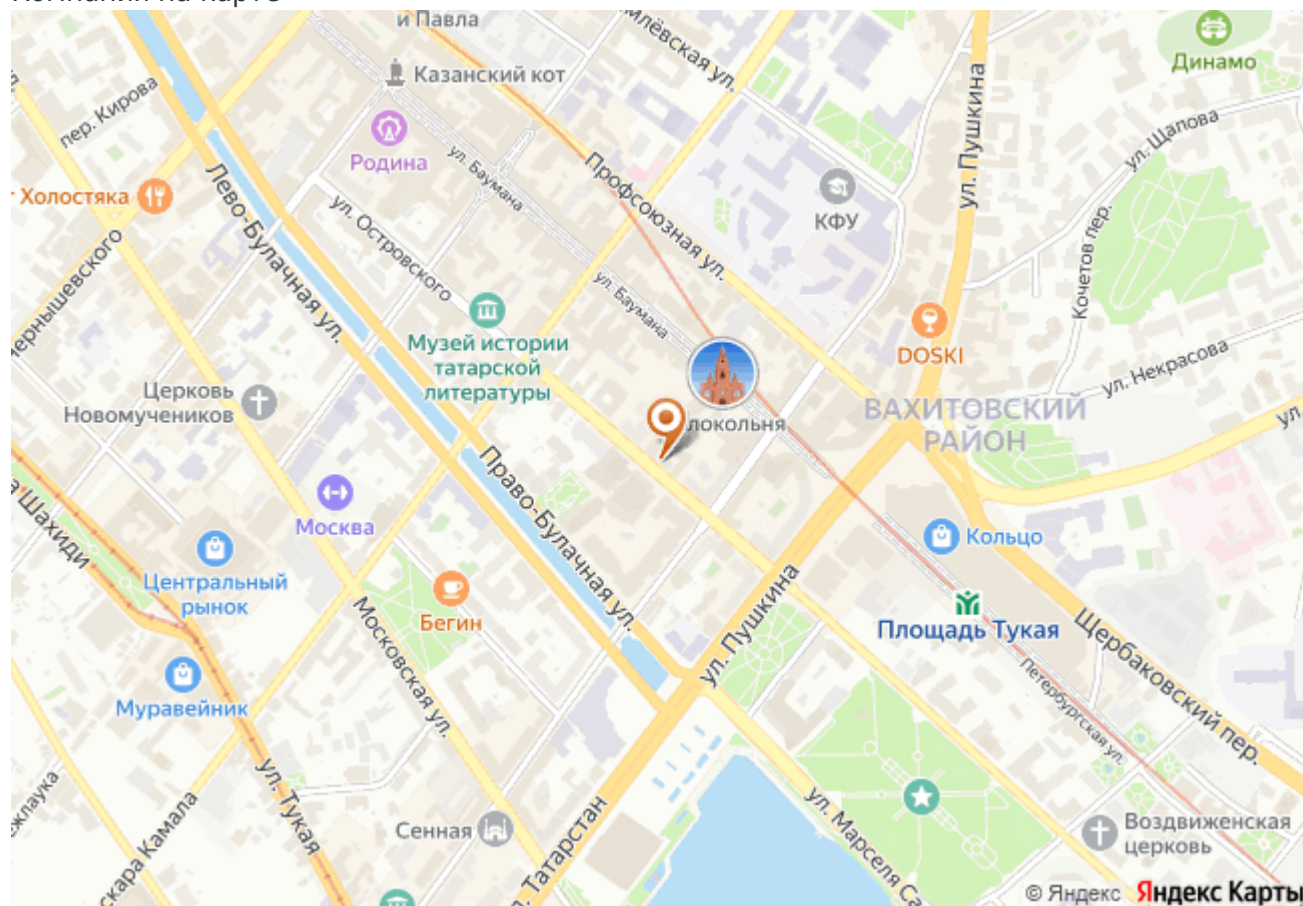 и Павла
Казанский кот
Динамо
пер. Кирова
Родина
ул. Баумана
ул. Пушкина
ул. Щапова
Холостяка
Лево-Булачная ул.
ул. Островского
Профсоюзная ул.
КФУ
Кочетов пер.
ул. Баумана
Музей истории
татарской
литературы
DOSKI
ул. Некрасова
Церковь
Новомучеников
локольня
ВАХИТОВСКИЙ
РАЙОН
ул.
Право-Булачная ул.
Москва
Шахиди
Кольцо
Центральный
рынок
Бегин
Московская ул.
ул. Пушкина
Площадь Тукая
Щербаковский пер.
Петербургская ул.
Муравейник
ул. Тукая
Камала
Сенная
Татарстан
ул. Марселя
Воздвиженская
церковь
© Яндекс Яндекс Карты